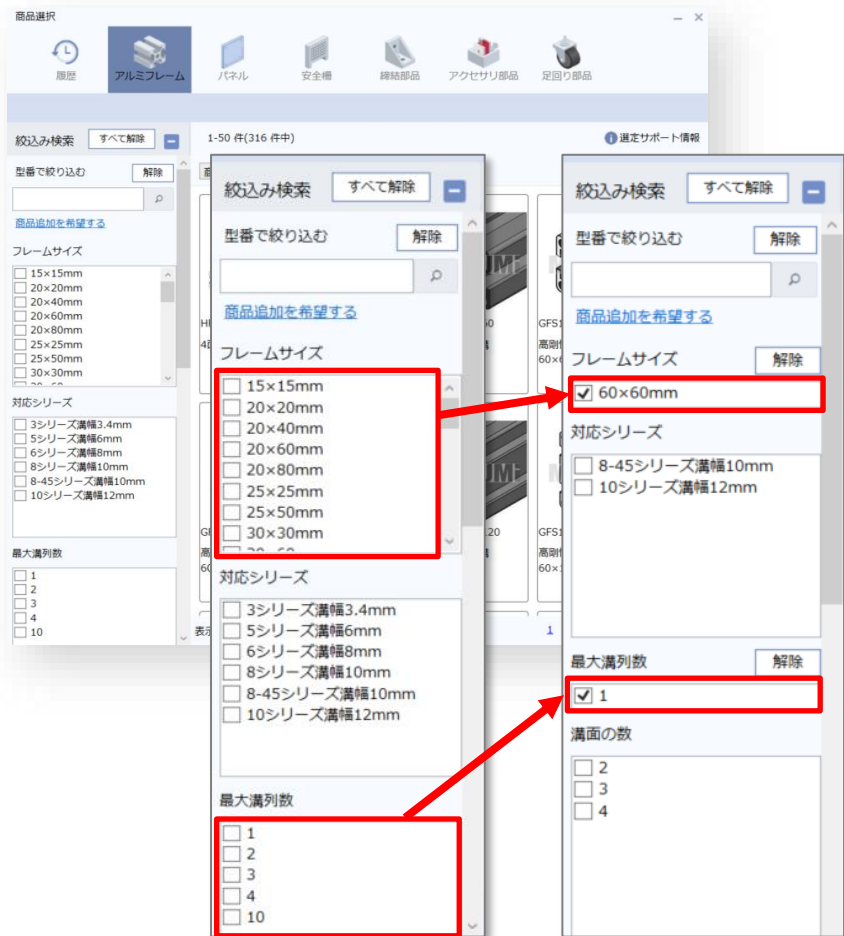 商品選択
履歴
アルミフレーム
パネル
安全柵
締結部品
アクセサリ部品
足回り部品
絞込み検索
すべて解除
1-50 件(316 件中)
選定サポート情報
型番で絞り込む
解除
商品追加を希望する
フレームサイズ
15×15mm
20×20mm
20×40mm
20×60mm
20×80mm
25×25mm
25×50mm
30×30mm
対応シリーズ
3シリーズ溝幅3.4mm
5シリーズ溝幅6mm
6シリーズ溝幅8mm
8シリーズ溝幅10mm
8-45シリーズ溝幅10mm
10シリーズ溝幅12mm
最大溝列数
1
2
3
4
10
絞込み検索
すべて解除
型番で絞り込む
解除
商品追加を希望する
フレームサイズ
15×15mm
20×20mm
20×40mm
20×60mm
20×80mm
25×25mm
25×50mm
30×30mm
対応シリーズ
3シリーズ溝幅3.4mm
5シリーズ溝幅6mm
6シリーズ溝幅8mm
8シリーズ溝幅10mm
8-45シリーズ溝幅10mm
10シリーズ溝幅12mm
最大溝列数
1
2
3
4
10
1
絞込み検索
すべて解除
型番で絞り込む
解除
商品追加を希望する
フレームサイズ
解除
60×60mm
対応シリーズ
8-45シリーズ溝幅10mm
10シリーズ溝幅12mm
最大溝列数
解除
1
溝面の数
2
3
4